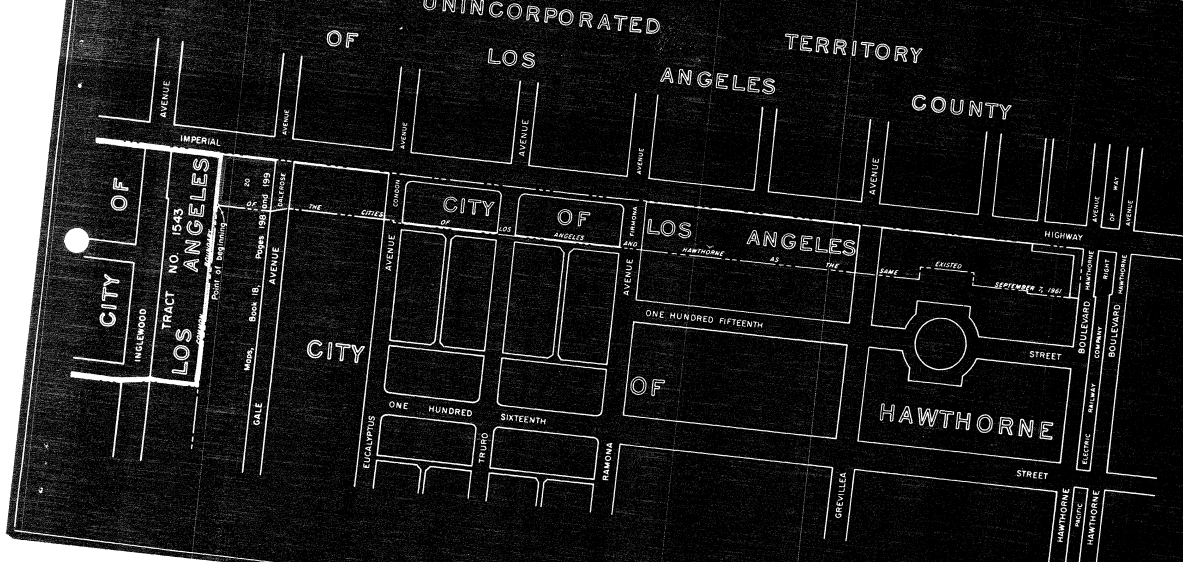 UNINCORPORATED
TERRITORY
OF
LOS
ANGELES
COUNTY
AVENUE
AVENUE
AVENUE
AVENUE
AVENUE
AVENUE
IMPERIAL
HIGHWAY
CITY
OF
LOS
ANGELES
INGLEWOOD
TRACT NO. 1543
Maps, Book 18, Pages 198 and 199
Point of beginning
COMMON BOUNDARY
OF THE CITIES OF LOS ANGELES AND HAWTHORNE AS THE SAME EXISTED SEPTEMBER 7, 1961
GALE
AVENUE
DALEROSE
CONDON
FIRMONA
CITY
OF
LOS
ANGELES
AVENUE
AVENUE
ONE HUNDRED FIFTEENTH
STREET
CITY
OF
HAWTHORNE
ONE HUNDRED SIXTEENTH
STREET
EUCALYPTUS
TRURO
RAMONA
GREVILLEA
AVENUE
AVENUE
WAY
OF
RIGHT
HAWTHORNE
HAWTHORNE
BOULEVARD
BOULEVARD
COMPANY
RAILWAY
ELECTRIC
PACIFIC
HAWTHORNE
HAWTHORNE